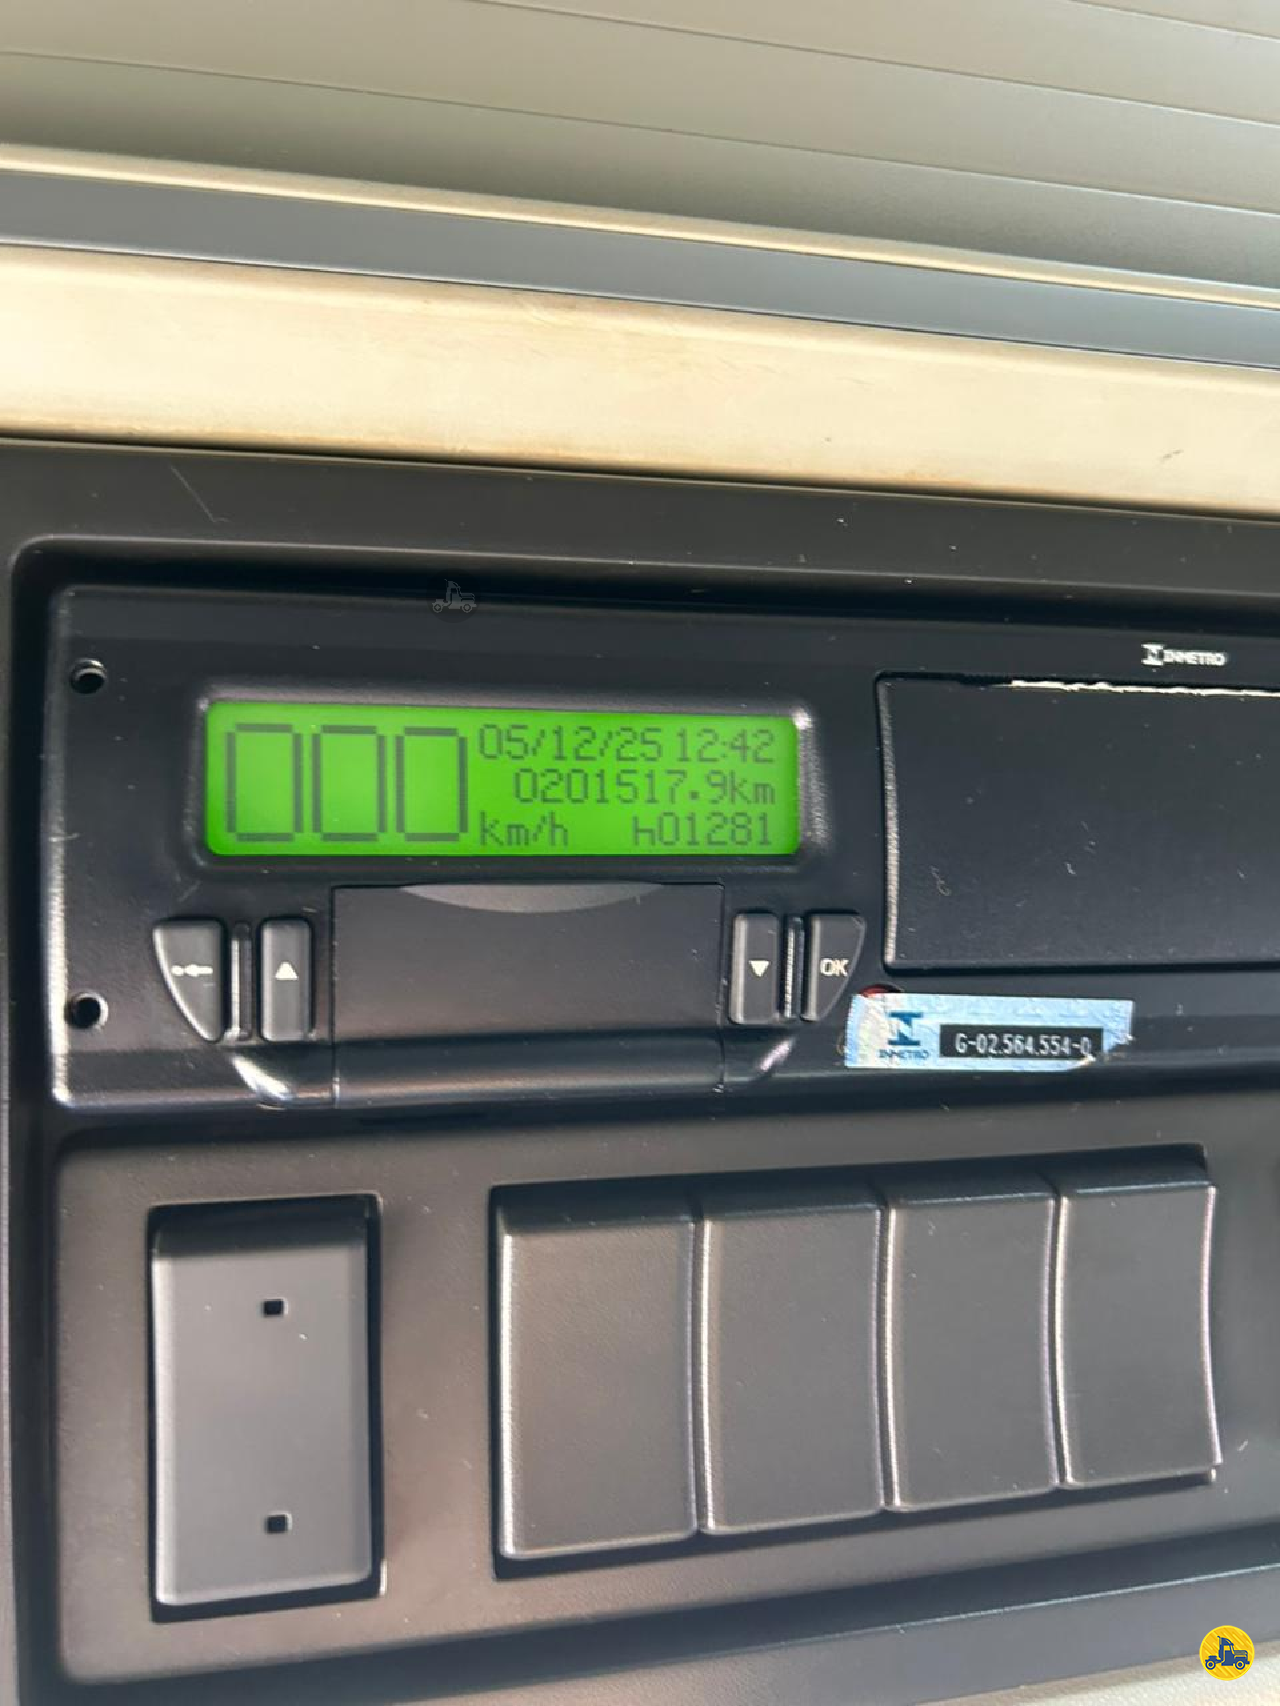 INMETRO
000 05/12/25 12:42
0201517.9km
km/h h01281
OK
INMETRO G-02.564.554-0